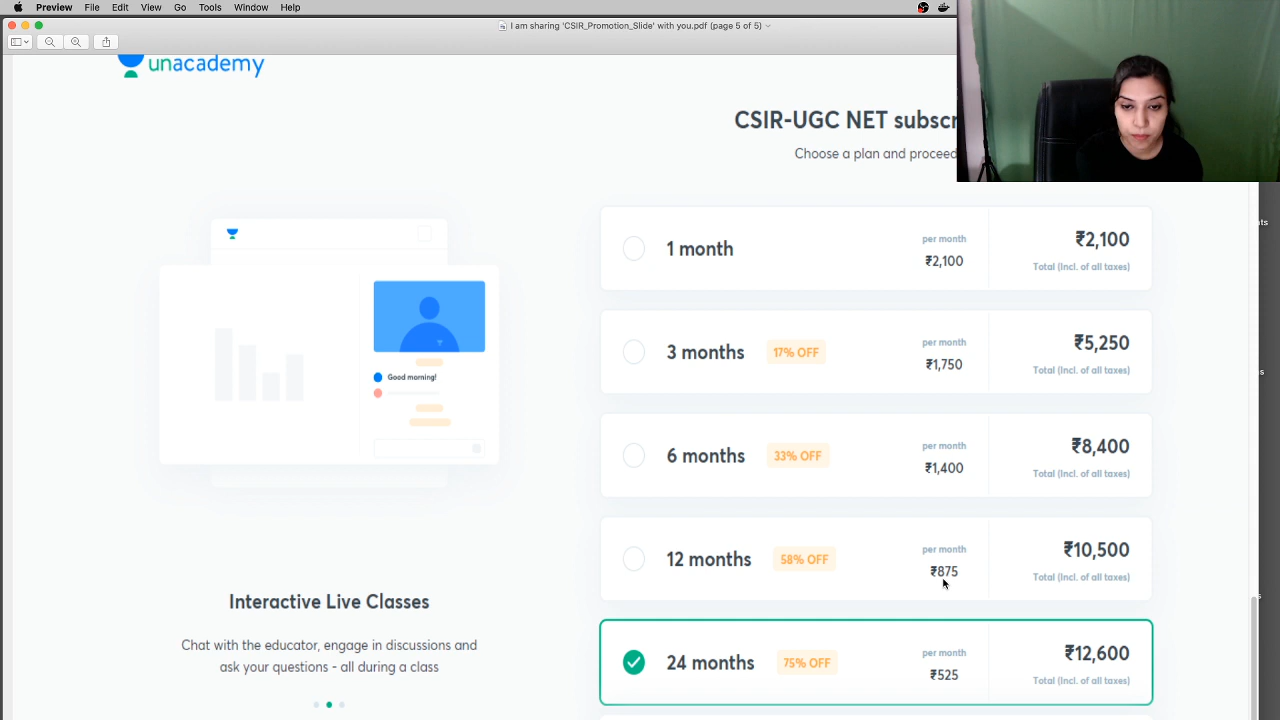 Preview File Edit View Go Tools Window Help
I am sharing 'CSIR_Promotion_Slide' with you.pdf (page 5 of 5)
unacademy
CSIR-UGC NET subscr
Choose a plan and proceed
1 month
per month
₹2,100
₹2,100
Total (Incl. of all taxes)
3 months
17% OFF
per month
₹1,750
₹5,250
Total (Incl. of all taxes)
Good morning!
6 months
33% OFF
per month
₹1,400
₹8,400
Total (Incl. of all taxes)
12 months
58% OFF
per month
₹875
₹10,500
Total (Incl. of all taxes)
Interactive Live Classes
Chat with the educator, engage in discussions and
ask your questions - all during a class
24 months
75% OFF
per month
₹525
₹12,600
Total (Incl. of all taxes)